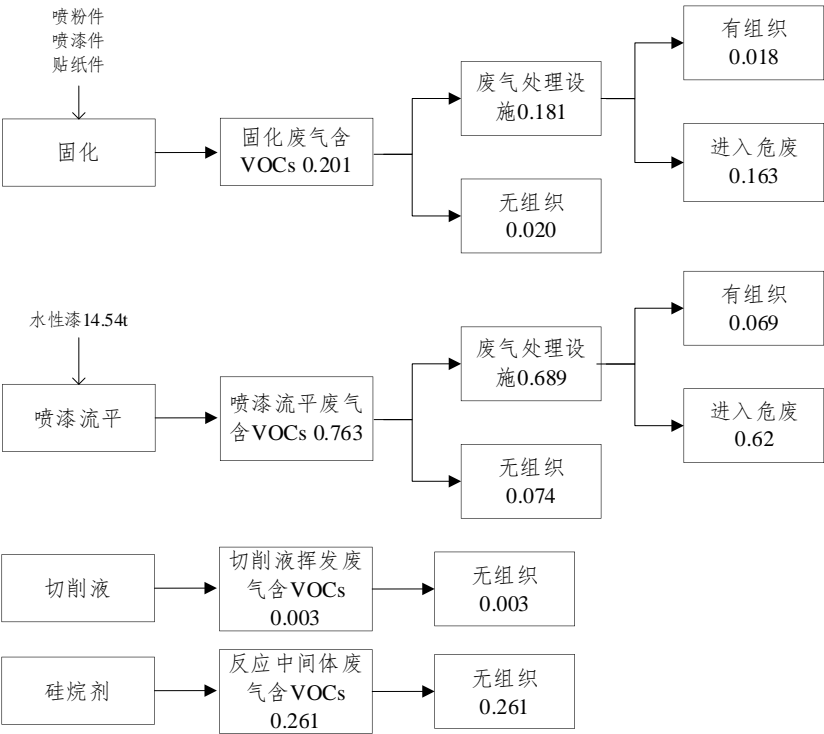 喷粉件
喷漆件
贴纸件
固化
固化废气含
VOCs 0.201
废气处理设
施0.181
有组织
0.018
进入危废
0.163
无组织
0.020
水性漆14.54t
喷漆流平
喷漆流平废气
含VOCs 0.763
废气处理设
施0.689
有组织
0.069
进入危废
0.62
无组织
0.074
切削液
切削液挥发废
气含VOCs
0.003
无组织
0.003
硅烷剂
反应中间体废
气含VOCs
0.261
无组织
0.261